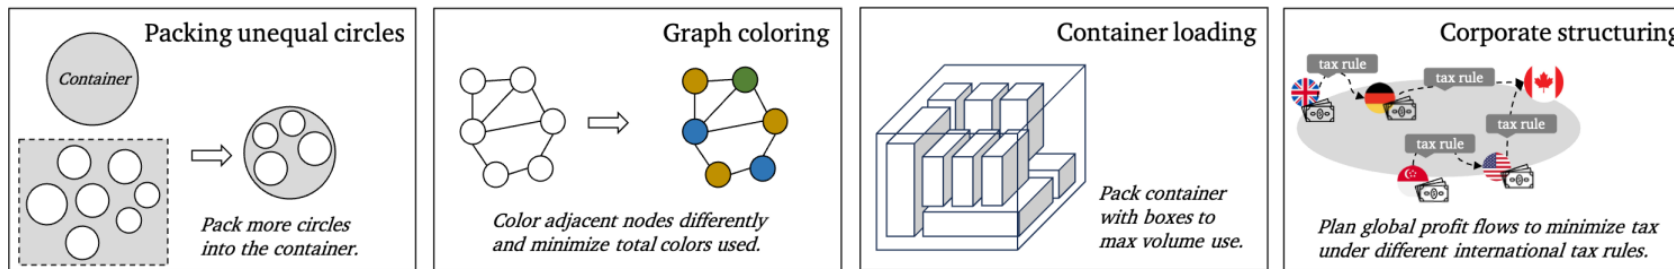 Packing unequal circles
Container
Pack more circles
into the container.
Graph coloring
Color adjacent nodes differently
and minimize total colors used.
Container loading
Pack container
with boxes to
max volume use.
Corporate structuring
tax rule
tax rule
tax rule
tax rule
Plan global profit flows to minimize tax
under different international tax rules.